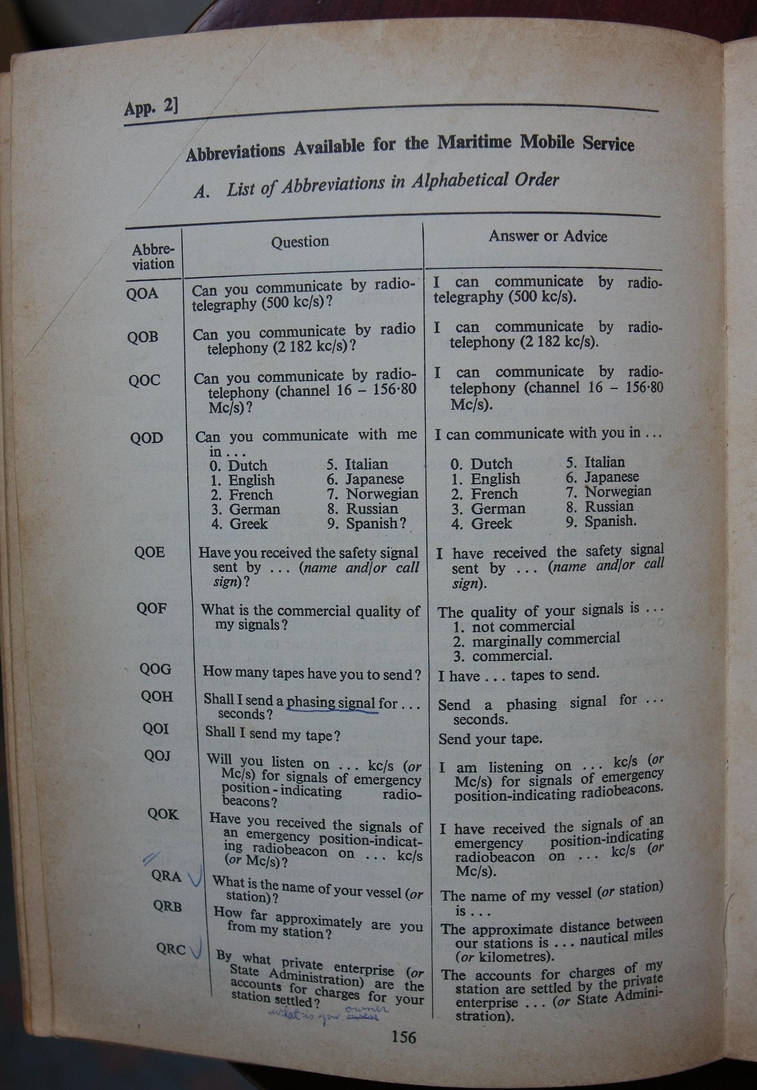 App. 2]
Abbreviations Available for the Maritime Mobile Service
A. List of Abbreviations in Alphabetical Order
Abbre-
viation
Question
Answer or Advice
QOA
Can you communicate by radio-
telegraphy (500 kc/s)?
I can communicate by radio-
telegraphy (500 kc/s).
QOB
Can you communicate by radio
telephony (2 182 kc/s)?
I can communicate by radio-
telephony (2 182 kc/s).
QOC
Can you communicate by radio-
telephony (channel 16 – 156·80
Mc/s)?
I can communicate by radio-
telephony (channel 16 – 156·80
Mc/s).
QOD
Can you communicate with me
in ...
0. Dutch 5. Italian
1. English 6. Japanese
2. French 7. Norwegian
3. German 8. Russian
4. Greek 9. Spanish?
I can communicate with you in ...
0. Dutch 5. Italian
1. English 6. Japanese
2. French 7. Norwegian
3. German 8. Russian
4. Greek 9. Spanish.
QOE
Have you received the safety signal
sent by ... (name and/or call
sign)?
I have received the safety signal
sent by ... (name and/or call
sign).
QOF
What is the commercial quality of
my signals?
The quality of your signals is ...
1. not commercial
2. marginally commercial
3. commercial.
QOG
How many tapes have you to send?
I have ... tapes to send.
QOH
Shall I send a phasing signal for ...
seconds?
Send a phasing signal for ...
seconds.
QOI
Shall I send my tape?
Send your tape.
QOJ
Will you listen on ... kc/s (or
Mc/s) for signals of emergency
position-indicating radio-
beacons?
I am listening on ... kc/s (or
Mc/s) for signals of emergency
position-indicating radiobeacons.
QOK
Have you received the signals of
an emergency position-indicat-
ing radiobeacon on ... kc/s
(or Mc/s)?
I have received the signals of an
emergency position-indicating
radiobeacon on ... kc/s (or
Mc/s).
QRA
What is the name of your vessel (or
station)?
The name of my vessel (or station)
is ...
QRB
How far approximately are you
from my station?
The approximate distance between
our stations is ... nautical miles
(or kilometres).
QRC
By what private enterprise (or
State Administration) are the
accounts for charges for your
station settled?
what is your owner
The accounts for charges of my
station are settled by the private
enterprise ... (or State Admini-
stration).
156